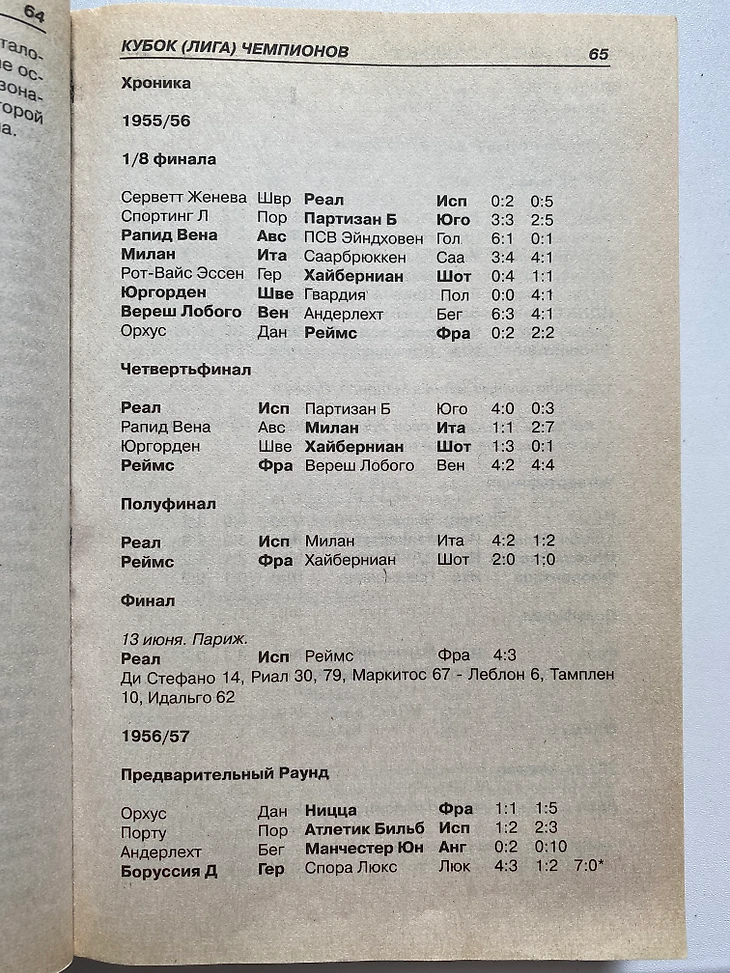 64
тало-
е ос-
зона-
торой
а.
КУБОК (ЛИГА) ЧЕМПИОНОВ 65
Хроника
1955/56
1/8 финала
Серветт Женева Швр Реал Исп 0:2 0:5
Спортинг Л Пор Партизан Б Юго 3:3 2:5
Рапид Вена Авс ПСВ Эйндховен Гол 6:1 0:1
Милан Ита Саарбрюккен Саа 3:4 4:1
Рот-Вайс Эссен Гер Хайберниан Шот 0:4 1:1
Юргорден Шве Гвардия Пол 0:0 4:1
Вереш Лобого Вен Андерлехт Бег 6:3 4:1
Орхус Дан Реймс Фра 0:2 2:2
Четвертьфинал
Реал Исп Партизан Б Юго 4:0 0:3
Рапид Вена Авс Милан Ита 1:1 2:7
Юргорден Шве Хайберниан Шот 1:3 0:1
Реймс Фра Вереш Лобого Вен 4:2 4:4
Полуфинал
Реал Исп Милан Ита 4:2 1:2
Реймс Фра Хайберниан Шот 2:0 1:0
Финал
13 июня. Париж.
Реал Исп Реймс Фра 4:3
Ди Стефано 14, Риал 30, 79, Маркитос 67 - Леблон 6, Тамплен
10, Идальго 62
1956/57
Предварительный Раунд
Орхус Дан Ницца Фра 1:1 1:5
Порту Пор Атлетик Бильб Исп 1:2 2:3
Андерлехт Бег Манчестер Юн Анг 0:2 0:10
Боруссия Д Гер Спора Люкс Люк 4:3 1:2 7:0*